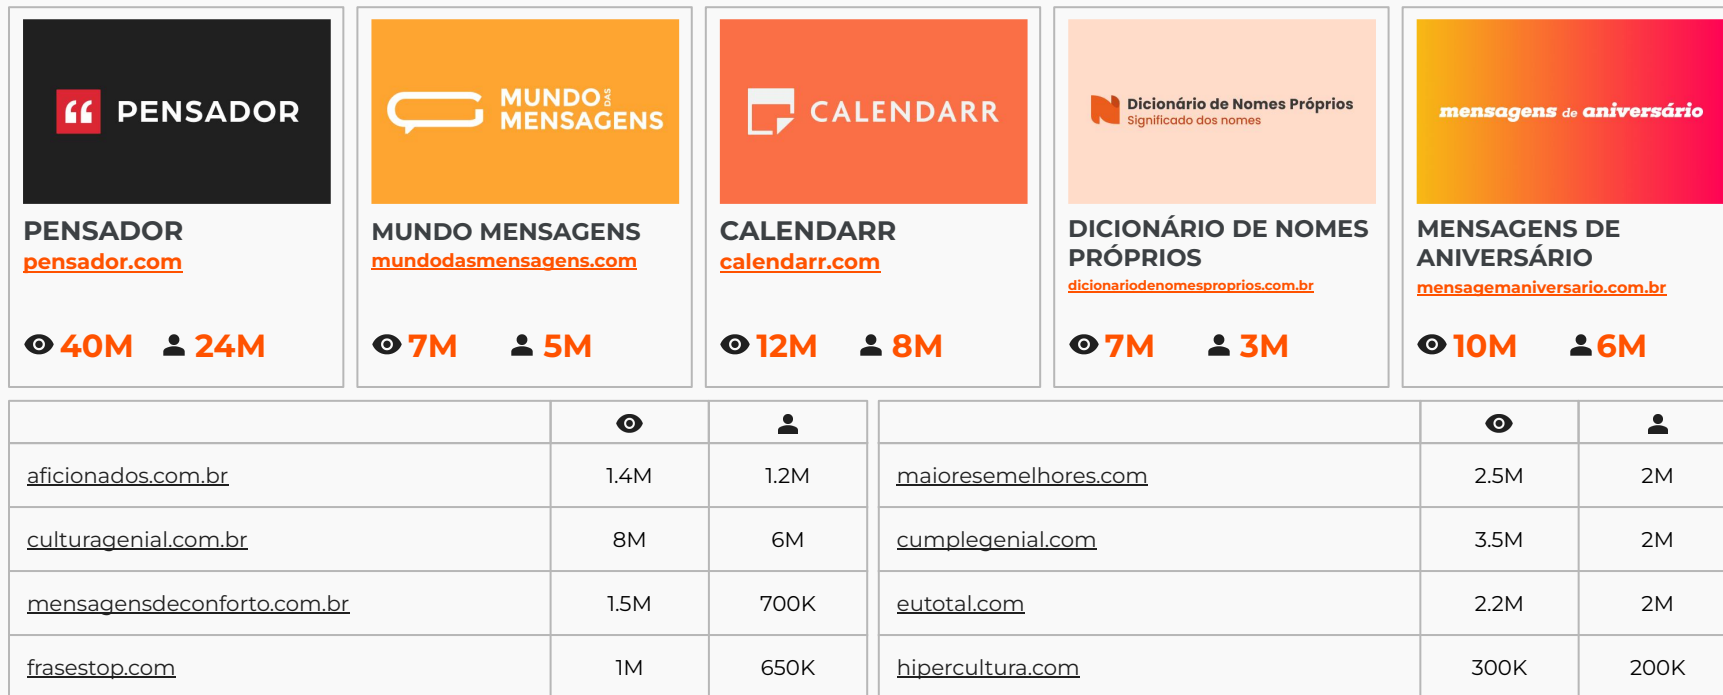 PENSADOR
MUNDO DAS
MENSAGENS
CALENDARR
Dicionário de Nomes Próprios
Significado dos nomes
mensagens de aniversário
PENSADOR
pensador.com
40M 24M
MUNDO MENSAGENS
mundodasmensagens.com
7M 5M
CALENDARR
calendarr.com
12M 8M
DICIONÁRIO DE NOMES
PRÓPRIOS
dicionariodenomesproprios.com.br
7M 3M
MENSAGENS DE
ANIVERSÁRIO
mensagemaniversario.com.br
10M 6M
aficionados.com.br 1.4M 1.2M
culturagenial.com.br 8M 6M
mensagensdeconforto.com.br 1.5M 700K
frasestop.com 1M 650K
maioresemelhores.com 2.5M 2M
cumplegenial.com 3.5M 2M
eutotal.com 2.2M 2M
hipercultura.com 300K 200K